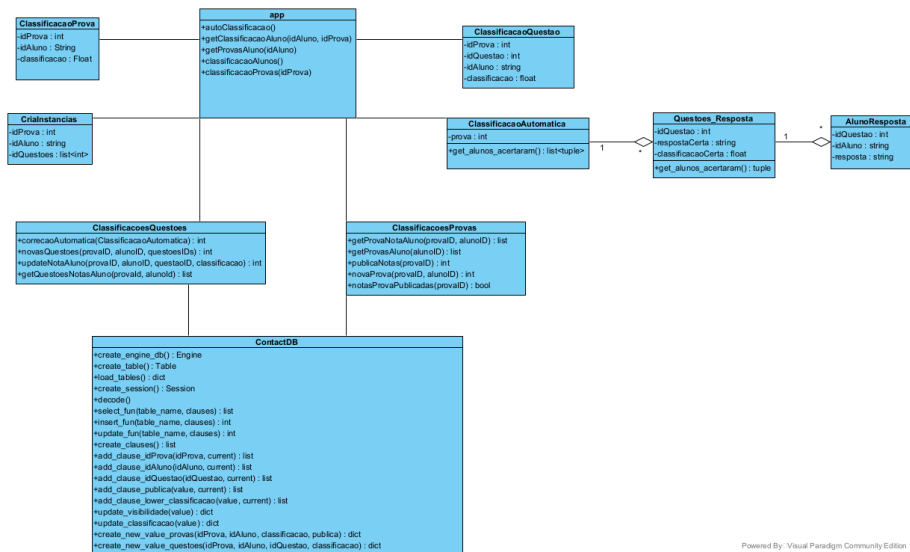 ClassificacaoProva
-idProva : int
-idAluno : String
-classificacao : Float
app
+autoClassificacao()
+getClassificacaoAluno(idAluno, idProva)
+getProvasAluno(idAluno)
+classificacaoAlunos()
+classificacaoProvas(idProva)
ClassificacaoQuestao
-idProva : int
-idQuestao : int
-idAluno : string
-classificacao : float
CriaInstancias
-idProva : int
-idAluno : string
-idQuestoes : list<int>
ClassificacaoAutomatica
-prova : int
+get_alunos_acertaram() : list<tuple>
1
*
Questoes_Resposta
-idQuestao : int
-respostaCerta : string
-classificacaoCerta : float
+get_alunos_acertaram() : tuple
1
*
AlunoResposta
-idQuestao : int
-idAluno : string
-resposta : string
ClassificacoesQuestoes
+correcaoAutomatica(ClassificacaoAutomatica) : int
+novasQuestoes(provaID, alunoID, questoesIDs) : int
+updateNotaAluno(provaID, alunoID, questaoID, classificacao) : int
+getQuestoesNotasAluno(provaId, alunoId) : list
ClassificacoesProvas
+getProvaNotaAluno(provaID, alunoID) : list
+getProvasAluno(alunoID) : list
+publicaNotas(provaID) : int
+novaProva(provaID, alunoID) : int
+notasProvaPublicadas(provaID) : bool
ContactDB
+create_engine_db() : Engine
+create_table() : Table
+load_tables() : dict
+create_session() : Session
+decode()
+select_fun(table_name, clauses) : list
+insert_fun(table_name, clauses) : int
+update_fun(table_name, clauses) : int
+create_clauses() : list
+add_clause_idProva(idProva, current) : list
+add_clause_idAluno(idAluno, current) : list
+add_clause_idQuestao(idQuestao, current) : list
+add_clause_publica(value, current) : list
+add_clause_lower_classificacao(value, current) : list
+update_visibilidade(value) : dict
+update_classificacao(value) : dict
+create_new_value_provas(idProva, idAluno, classificacao, publica) : dict
+create_new_value_questoes(idProva, idAluno, idQuestao, classificacao) : dict
Powered By: Visual Paradigm Community Edition